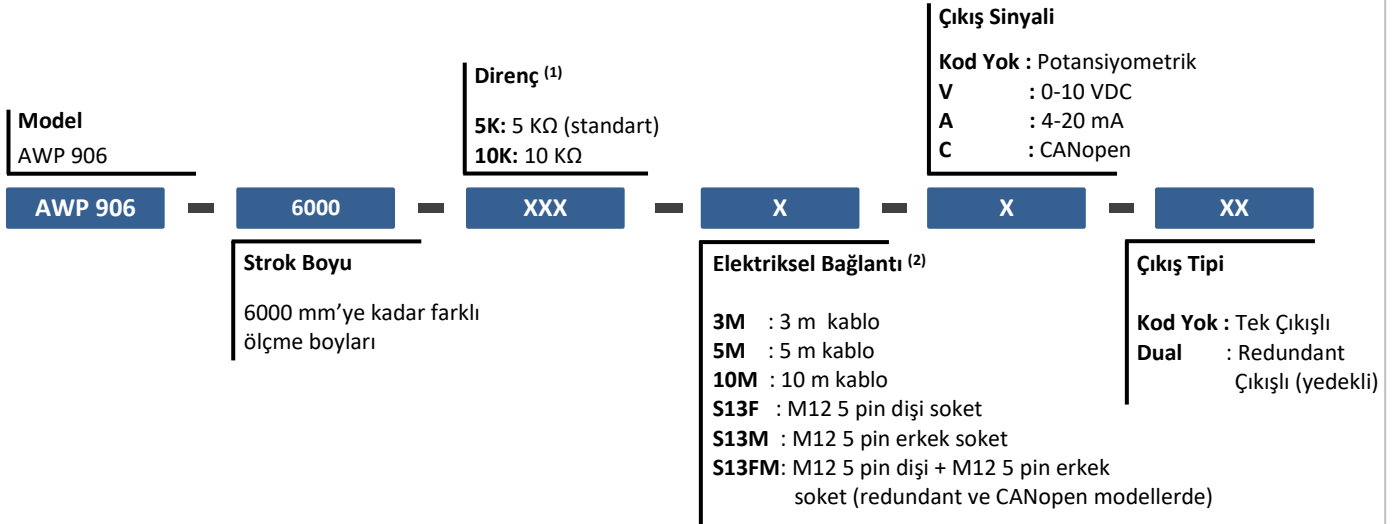 Çıkış Sinyali
Kod Yok : Potansiyometrik
V : 0-10 VDC
A : 4-20 mA
C : CANopen
Direnç (1)
5K: 5 KΩ (standart)
10K: 10 KΩ
Model
AWP 906
AWP 906 - 6000 - XXX - X - X - XX
Strok Boyu
6000 mm’ye kadar farklı
ölçme boyları
Elektriksel Bağlantı (2)
3M : 3 m kablo
5M : 5 m kablo
10M : 10 m kablo
S13F : M12 5 pin dişi soket
S13M : M12 5 pin erkek soket
S13FM: M12 5 pin dişi + M12 5 pin erkek
soket (redundant ve CANopen modellerde)
Çıkış Tipi
Kod Yok : Tek Çıkışlı
Dual : Redundant
Çıkışlı (yedekli)